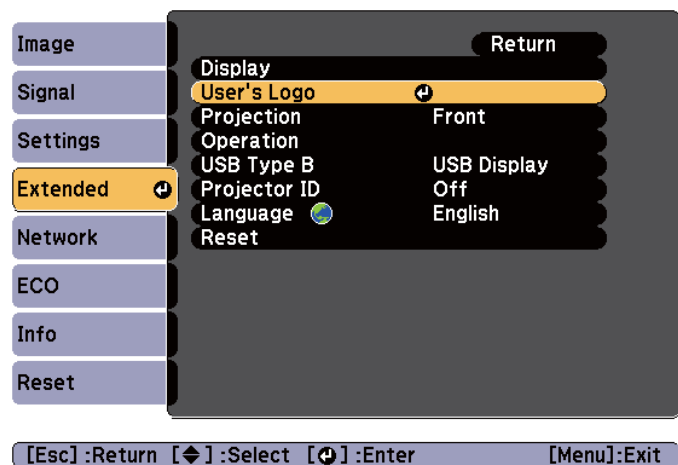 Image
Signal
Settings
Extended
Network
ECO
Info
Reset
Return
Display
User's Logo
Projection Front
Operation
USB Type B USB Display
Projector ID Off
Language English
Reset
[Esc] :Return [◆] :Select [⏎] :Enter [Menu]:Exit